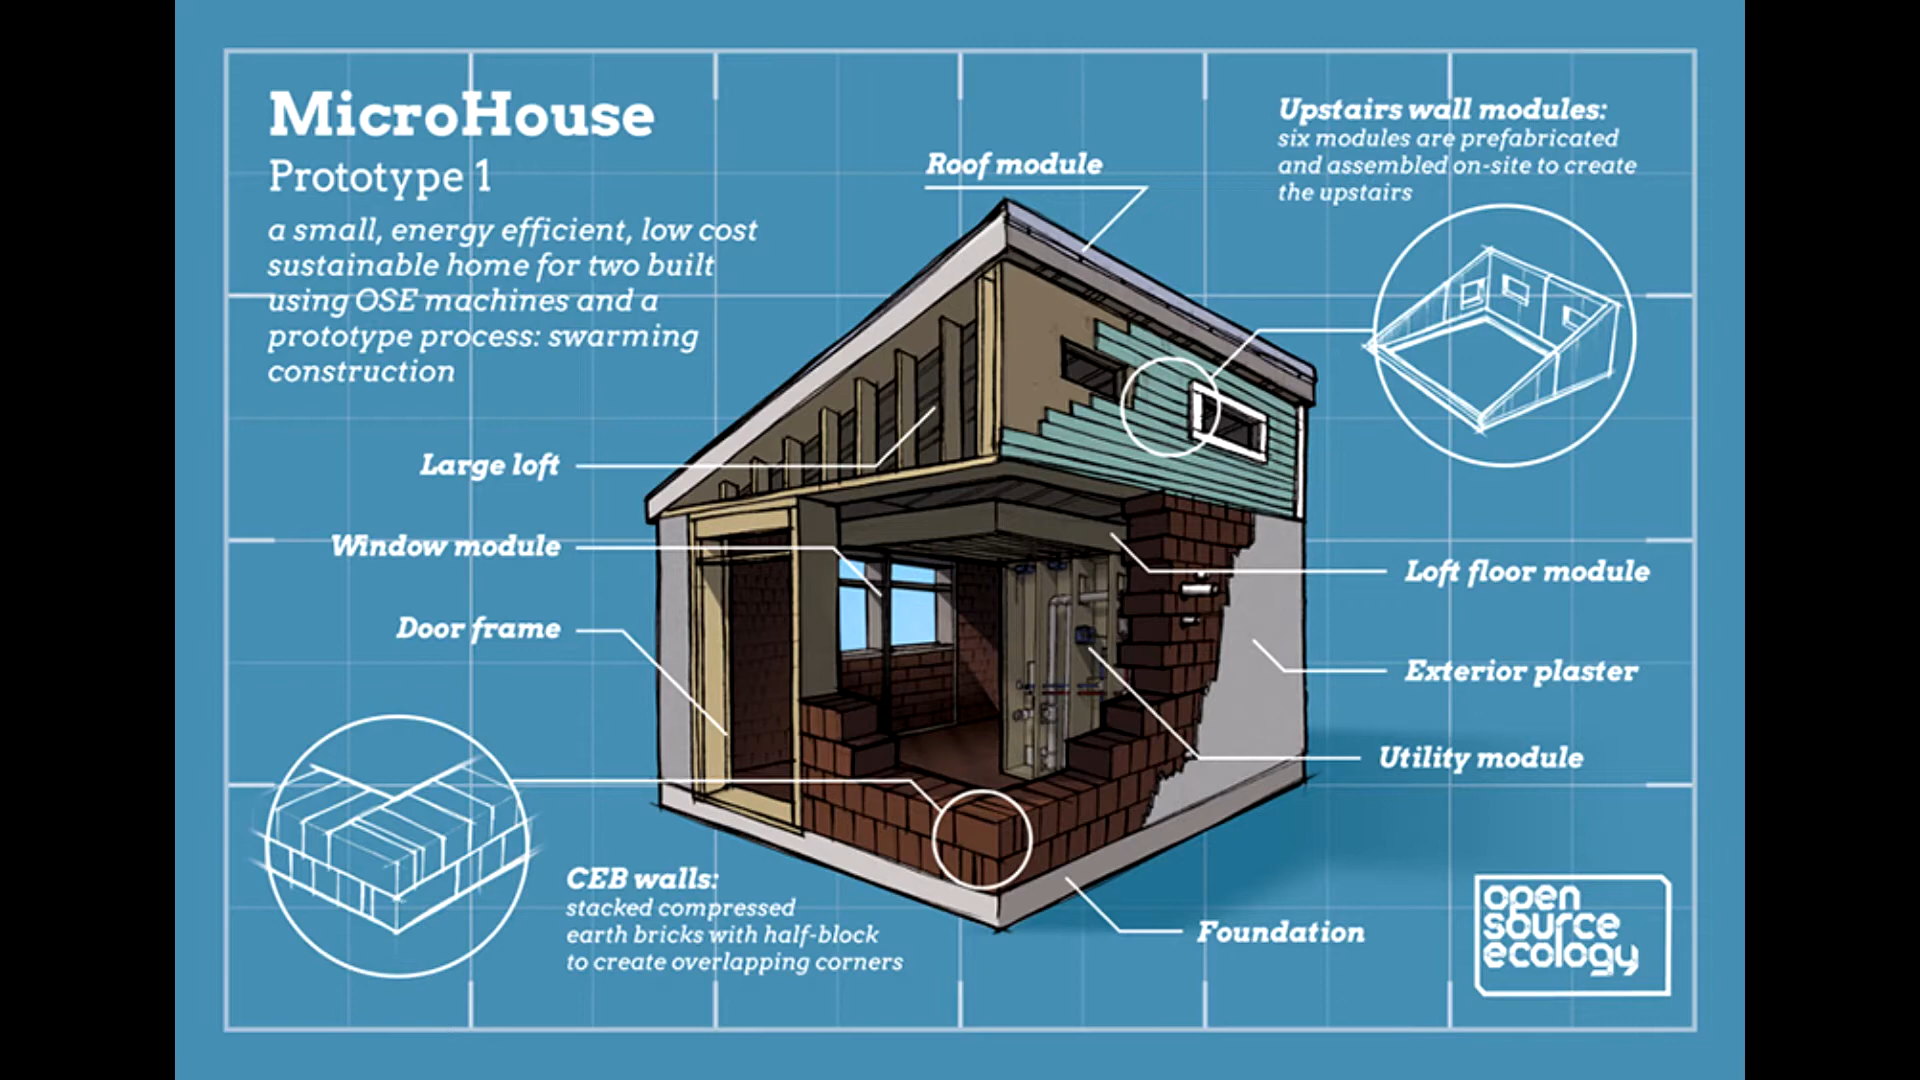 MicroHouse
Prototype 1
a small, energy efficient, low cost
sustainable home for two built
using OSE machines and a
prototype process: swarming
construction
Roof module
Upstairs wall modules:
six modules are prefabricated
and assembled on-site to create
the upstairs
Large loft
Window module
Door frame
Loft floor module
Exterior plaster
Utility module
CEB walls:
stacked compressed
earth bricks with half-block
to create overlapping corners
Foundation
open
source
ecology